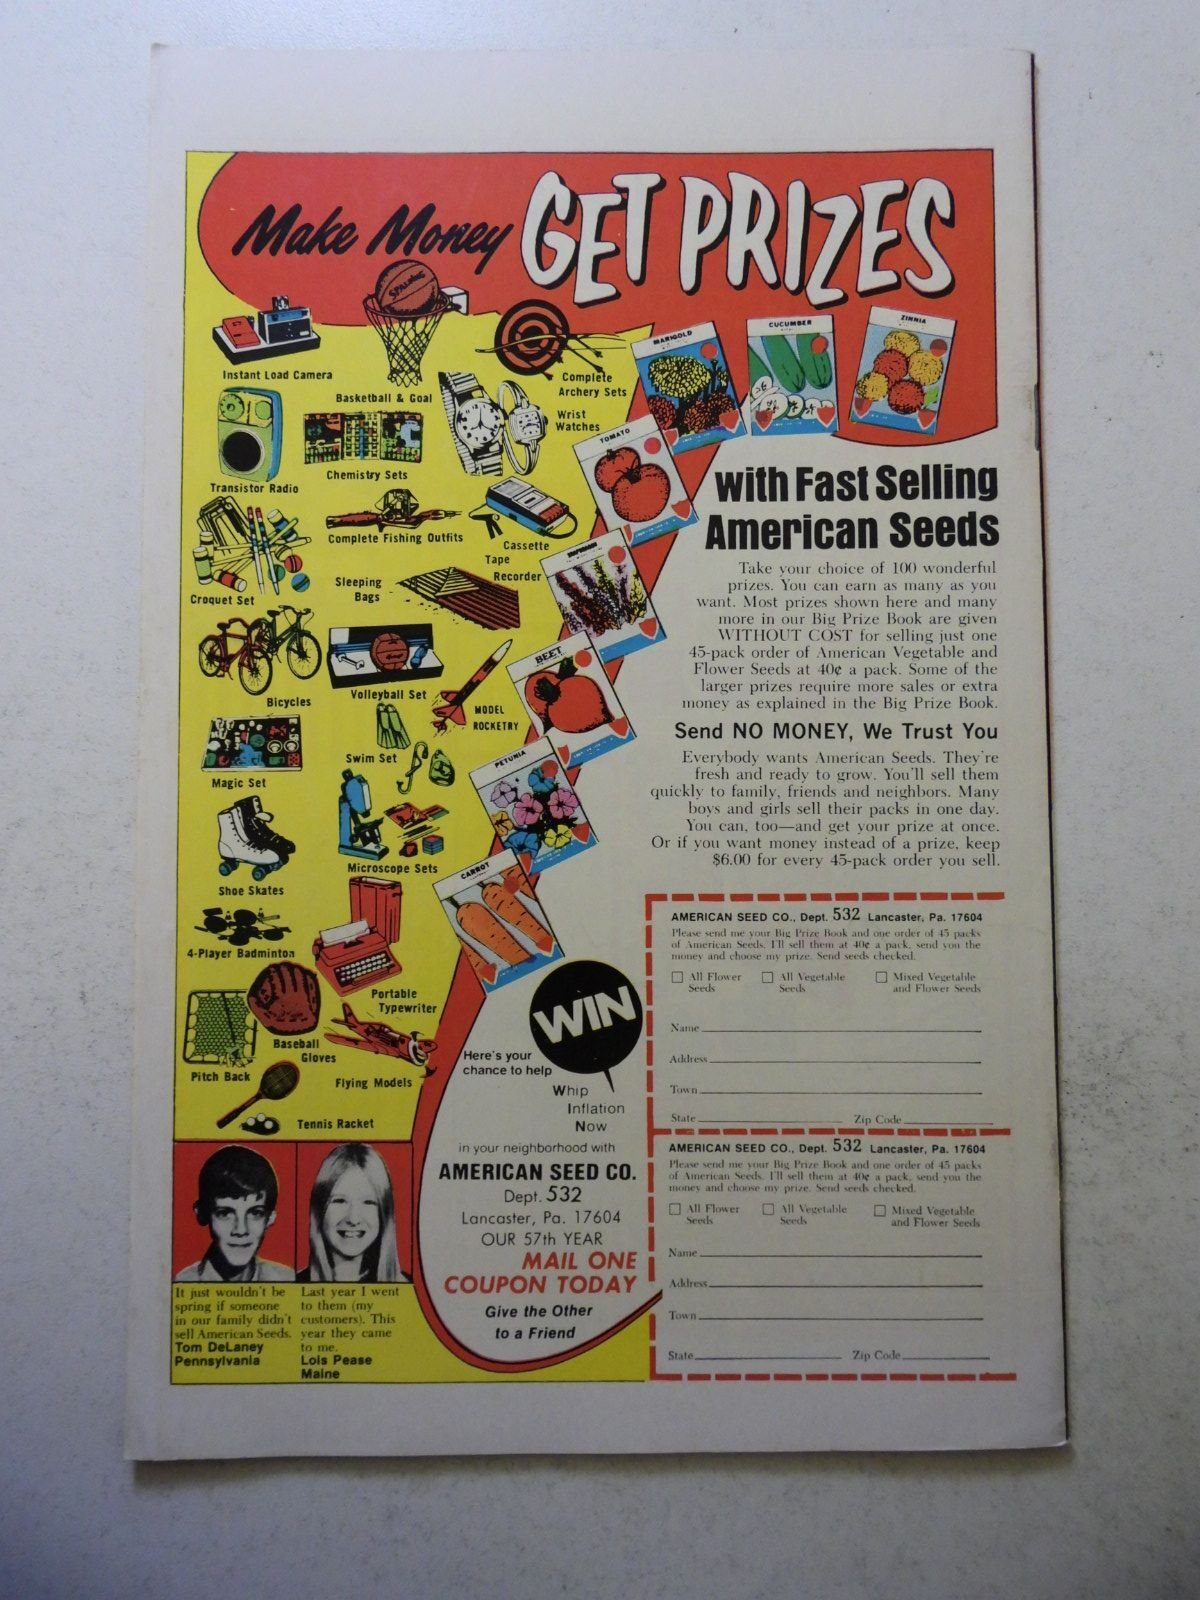 Make Money GET PRIZES
SPALDING
Instant Load Camera
Basketball & Goal
Complete
Archery Sets
Wrist
Watches
Transistor Radio
Chemistry Sets
Complete Fishing Outfits
Cassette
Tape
Recorder
Croquet Set
Sleeping
Bags
Bicycles
Volleyball Set
MODEL
ROCKETRY
Magic Set
Swim Set
Shoe Skates
Microscope Sets
4-Player Badminton
Portable
Typewriter
Pitch Back
Baseball
Gloves
Flying Models
Tennis Racket
MARIGOLD
CUCUMBER
ZINNIA
TOMATO
SNAPDRAGON
BEET
PETUNIA
CARROT
with Fast Selling
American Seeds
Take your choice of 100 wonderful
prizes. You can earn as many as you
want. Most prizes shown here and many
more in our Big Prize Book are given
WITHOUT COST for selling just one
45-pack order of American Vegetable and
Flower Seeds at 40¢ a pack. Some of the
larger prizes require more sales or extra
money as explained in the Big Prize Book.
Send NO MONEY, We Trust You
Everybody wants American Seeds. They're
fresh and ready to grow. You'll sell them
quickly to family, friends and neighbors. Many
boys and girls sell their packs in one day.
You can, too—and get your prize at once.
Or if you want money instead of a prize, keep
$6.00 for every 45-pack order you sell.
WIN
Here's your
chance to help
Whip
Inflation
Now
in your neighborhood with
AMERICAN SEED CO.
Dept. 532
Lancaster, Pa. 17604
OUR 57th YEAR
MAIL ONE
COUPON TODAY
Give the Other
to a Friend
It just wouldn't be
spring if someone
in our family didn't
sell American Seeds.
Tom DeLaney
Pennsylvania
Last year I went
to them (my
customers). This
year they came
to me.
Lois Pease
Maine
AMERICAN SEED CO., Dept. 532 Lancaster, Pa. 17604
Please send me your Big Prize Book and one order of 45 packs
of American Seeds. I'll sell them at 40¢ a pack, send you the
money and choose my prize. Send seeds checked.
All Flower
Seeds
All Vegetable
Seeds
Mixed Vegetable
and Flower Seeds
Name
Address
Town
State Zip Code
AMERICAN SEED CO., Dept. 532 Lancaster, Pa. 17604
Please send me your Big Prize Book and one order of 45 packs
of American Seeds. I'll sell them at 40¢ a pack, send you the
money and choose my prize. Send seeds checked.
All Flower
Seeds
All Vegetable
Seeds
Mixed Vegetable
and Flower Seeds
Name
Address
Town
State Zip Code